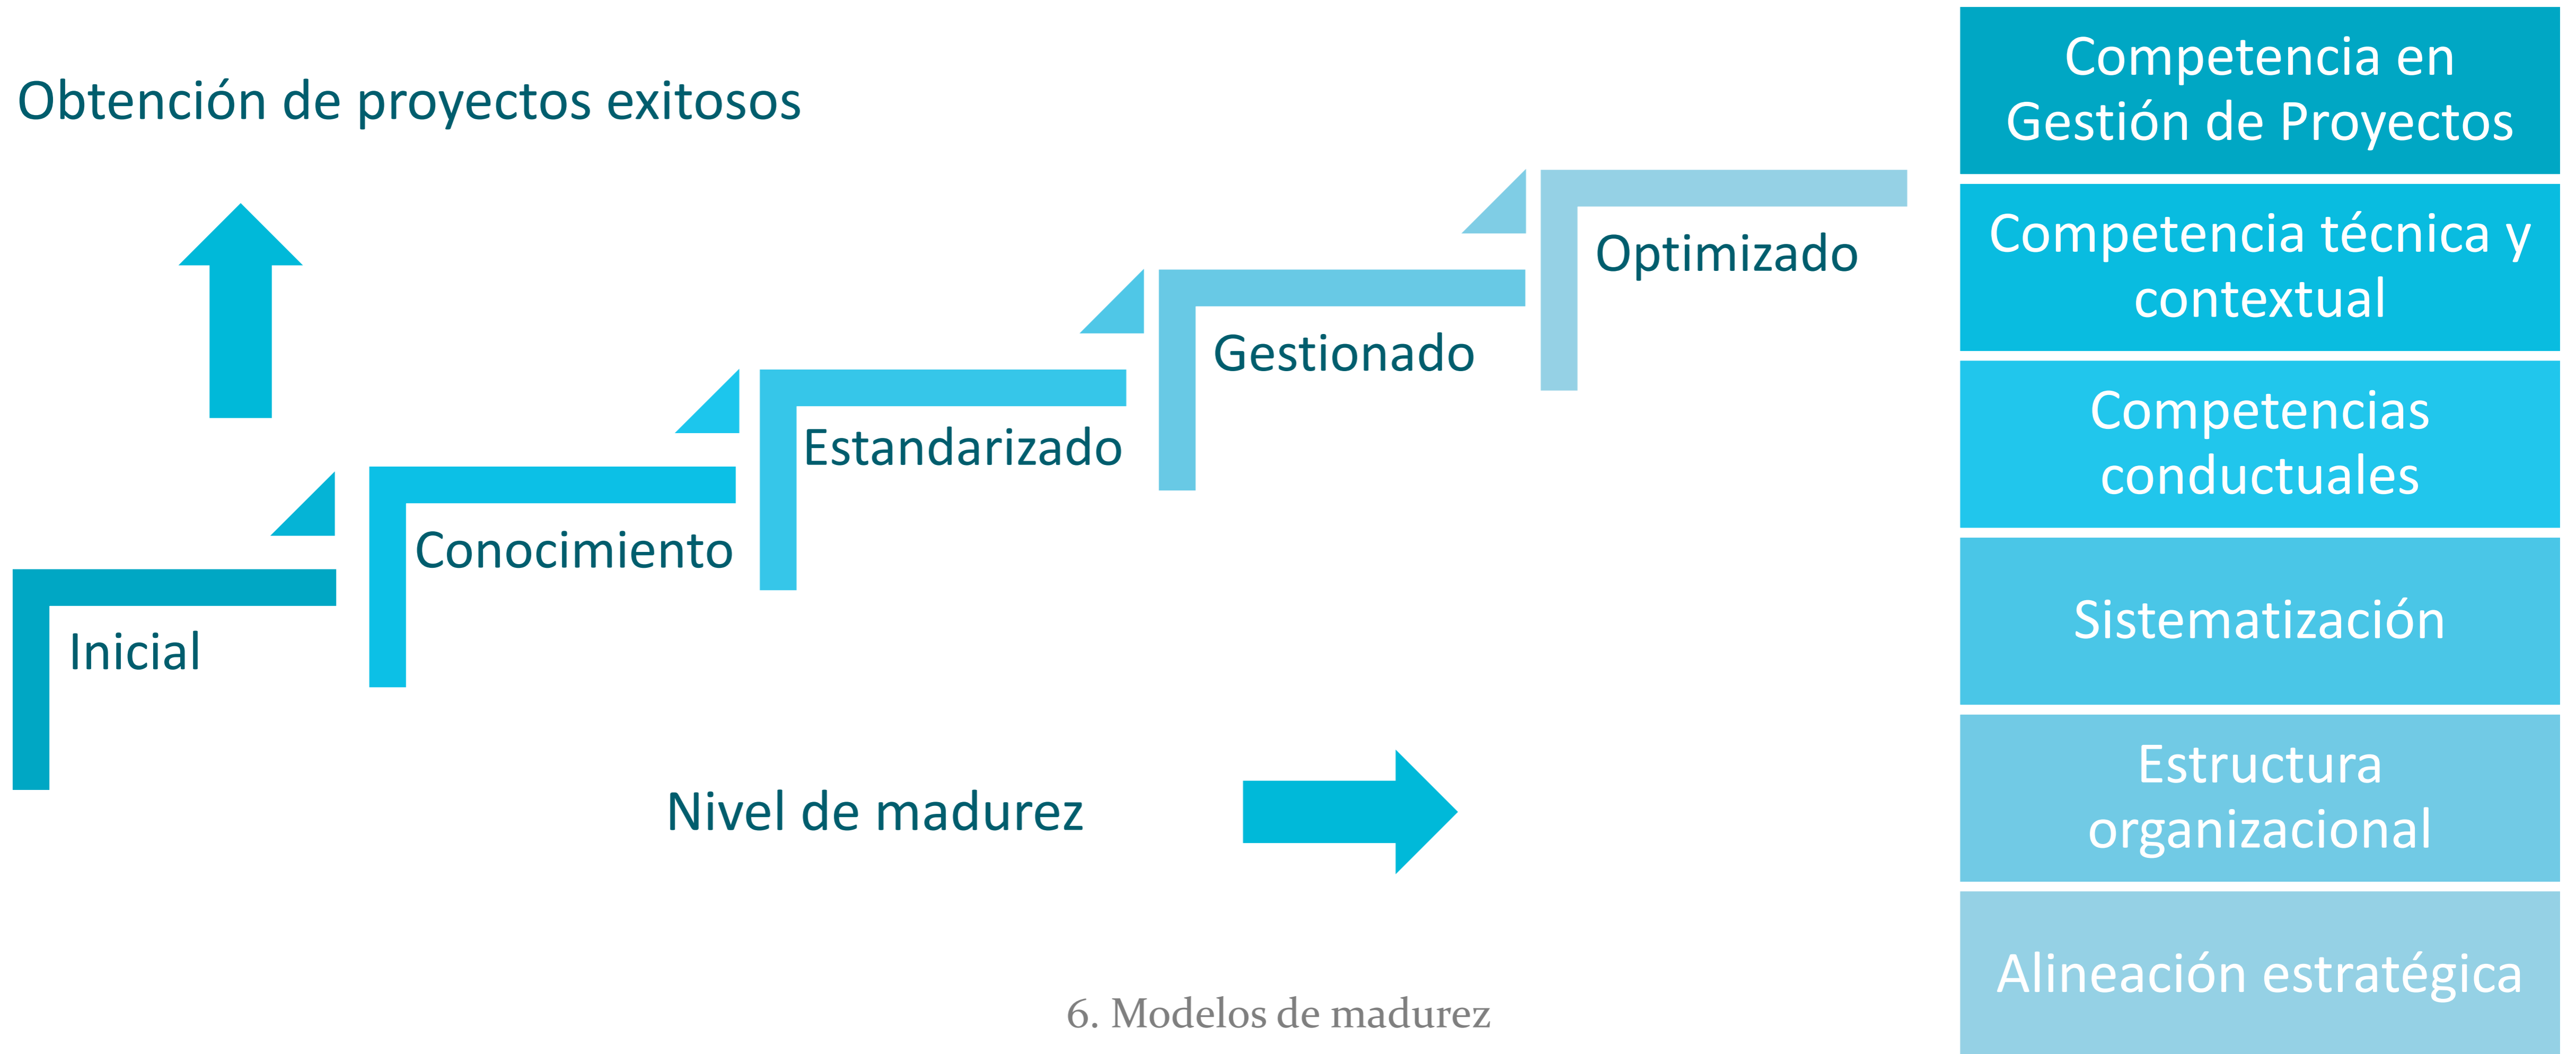 Obtención de proyectos exitosos
Inicial
Conocimiento
Estandarizado
Gestionado
Optimizado
Nivel de madurez
Competencia en
Gestión de Proyectos
Competencia técnica y
contextual
Competencias
conductuales
Sistematización
Estructura
organizacional
Alineación estratégica
6. Modelos de madurez